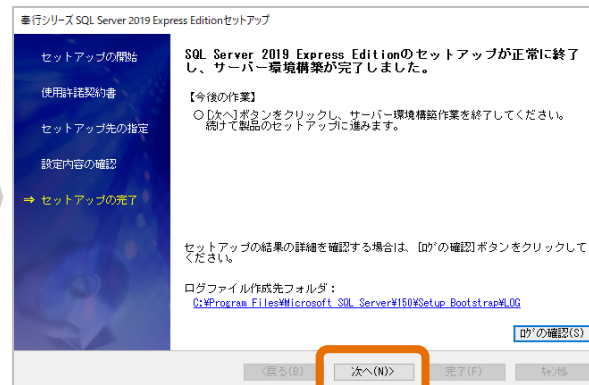 奉行シリーズ SQL Server 2019 Express Editionセットアップ
セットアップの開始
使用許諾契約書
セットアップ先の指定
設定内容の確認
⇒ セットアップの完了
SQL Server 2019 Express Editionのセットアップが正常に終了
し、サーバー環境構築が完了しました。
【今後の作業】
○[次へ]ボタンをクリックし、サーバー環境構築作業を終了してください。
続けて製品のセットアップに進みます。
セットアップの結果の詳細を確認する場合は、[ログの確認]ボタンをクリックして
ください。
ログファイル作成先フォルダ：
C:¥Program Files¥Microsoft SQL Server¥150¥Setup Bootstrap¥LOG
ログの確認(S)
<戻る(B)
次へ(N)>
完了(F)
キャンセル